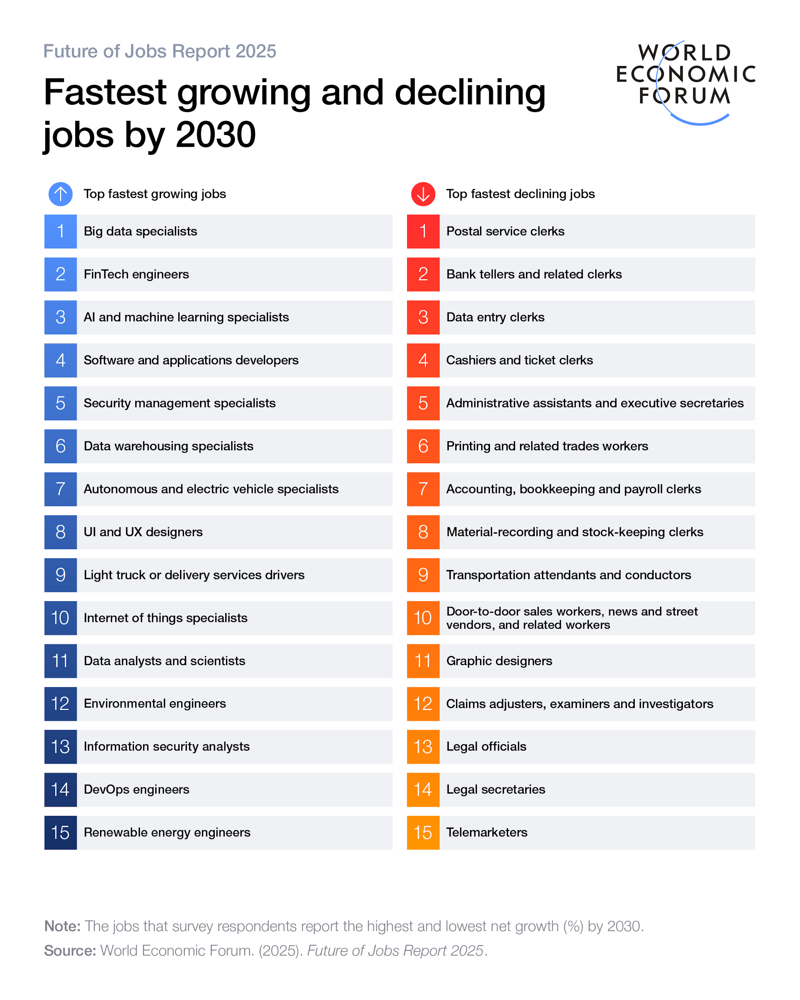 Future of Jobs Report 2025
WORLD
ECONOMIC
FORUM
Fastest growing and declining
jobs by 2030
Top fastest growing jobs
1 Big data specialists
2 FinTech engineers
3 AI and machine learning specialists
4 Software and applications developers
5 Security management specialists
6 Data warehousing specialists
7 Autonomous and electric vehicle specialists
8 UI and UX designers
9 Light truck or delivery services drivers
10 Internet of things specialists
11 Data analysts and scientists
12 Environmental engineers
13 Information security analysts
14 DevOps engineers
15 Renewable energy engineers
Top fastest declining jobs
1 Postal service clerks
2 Bank tellers and related clerks
3 Data entry clerks
4 Cashiers and ticket clerks
5 Administrative assistants and executive secretaries
6 Printing and related trades workers
7 Accounting, bookkeeping and payroll clerks
8 Material-recording and stock-keeping clerks
9 Transportation attendants and conductors
10 Door-to-door sales workers, news and street
vendors, and related workers
11 Graphic designers
12 Claims adjusters, examiners and investigators
13 Legal officials
14 Legal secretaries
15 Telemarketers
Note: The jobs that survey respondents report the highest and lowest net growth (%) by 2030.
Source: World Economic Forum. (2025). Future of Jobs Report 2025.